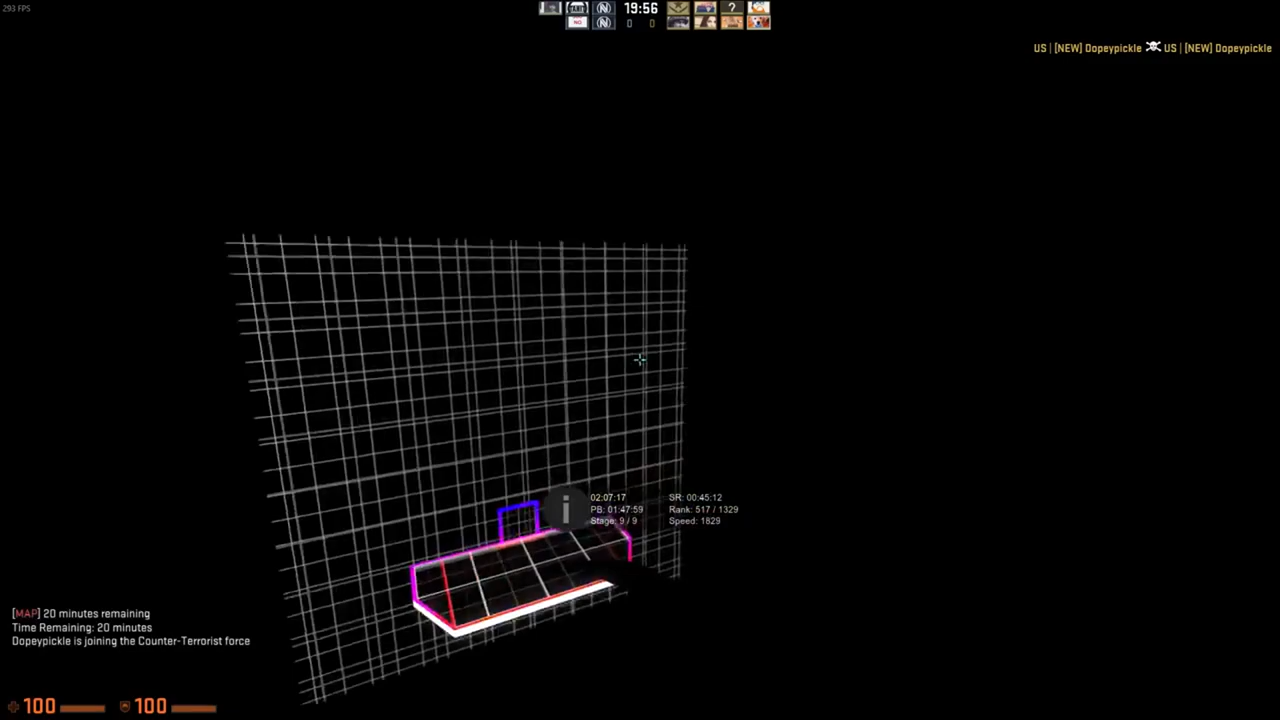 293 FPS
19:56
NO
?
0 0
US | [NEW] Dopeypickle US | [NEW] Dopeypickle
02:07:17 SR: 00:45:12
PB: 01:47:59 Rank: 517 / 1329
Stage: 9 / 9 Speed: 1829
[MAP] 20 minutes remaining
Time Remaining: 20 minutes
Dopeypickle is joining the Counter-Terrorist force
100 100